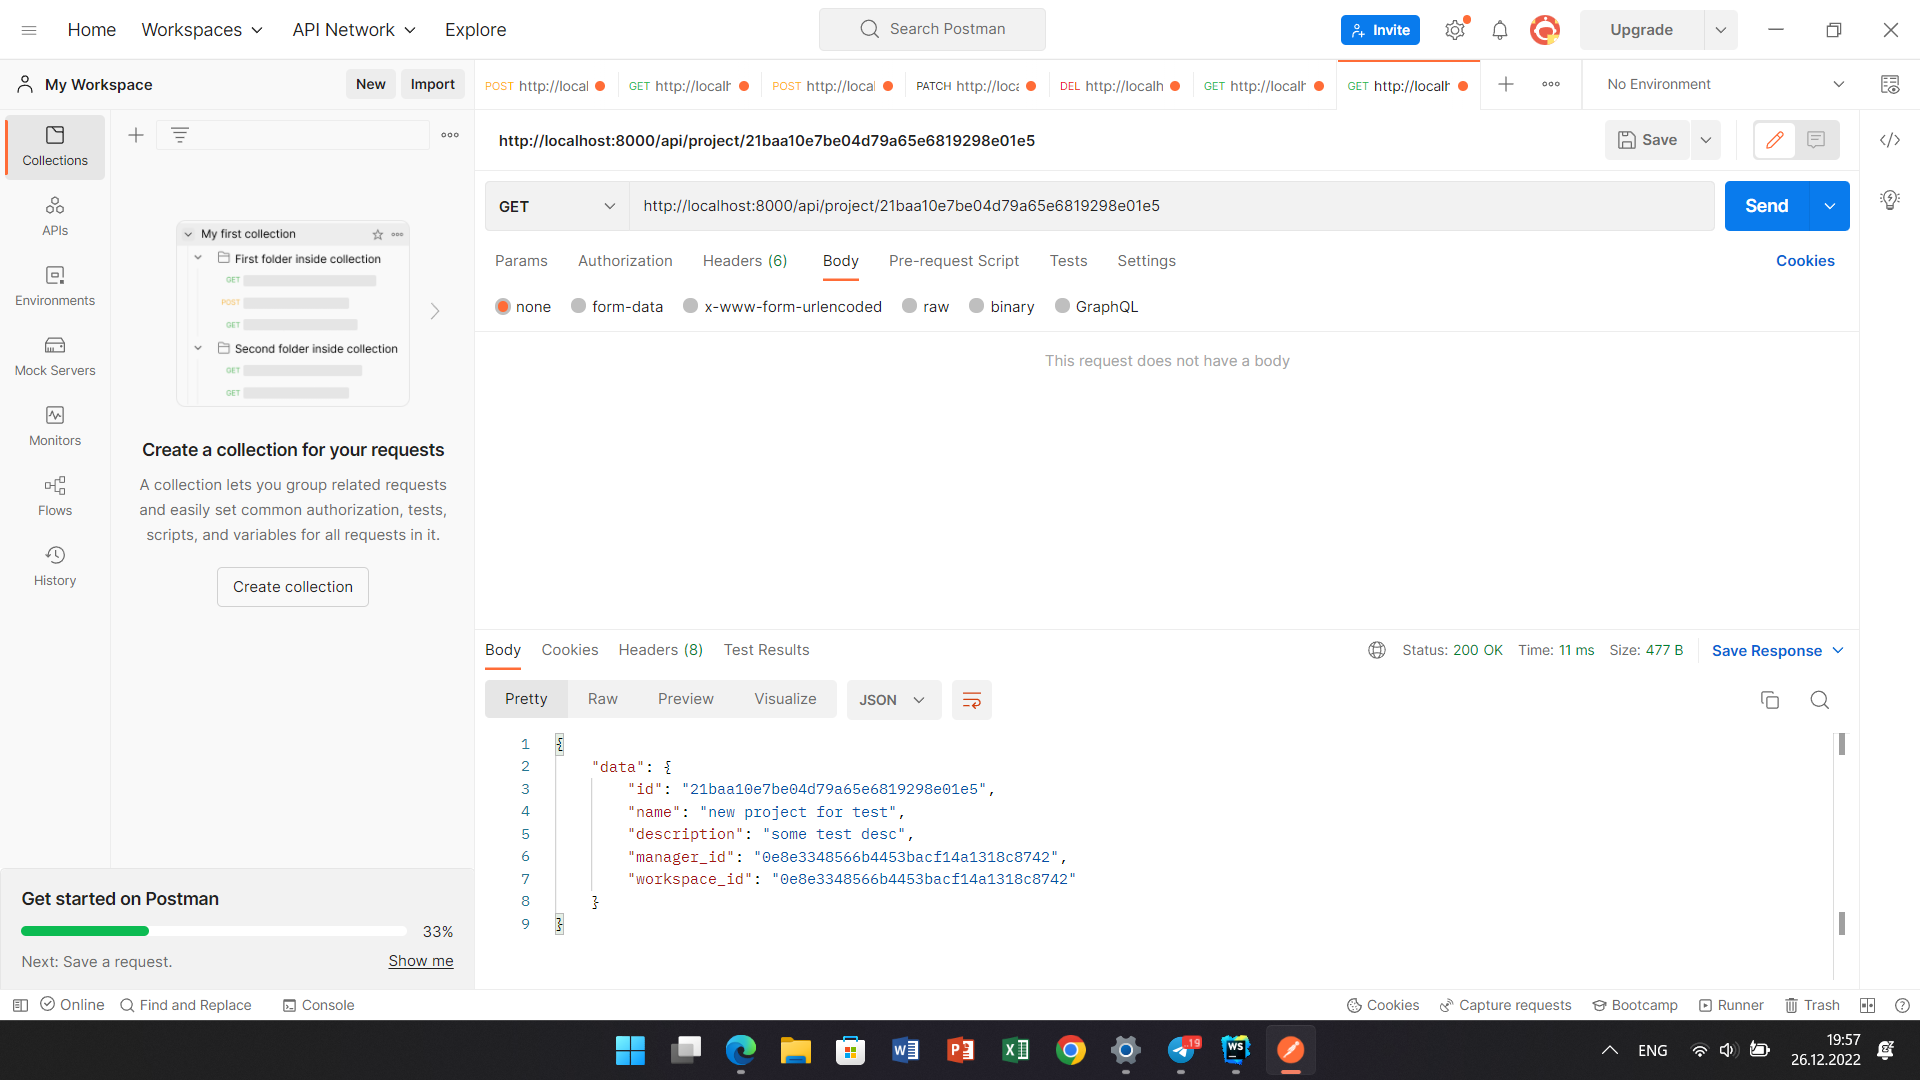 Home
Workspaces
API Network
Explore
Search Postman
Invite
Upgrade
My Workspace
New
Import
POST http://local
GET http://localh
POST http://local
PATCH http://loca
DEL http://localh
GET http://localh
GET http://localh
No Environment
Collections
APIs
Environments
Mock Servers
Monitors
Flows
History
My first collection
First folder inside collection
GET
POST
GET
Second folder inside collection
GET
GET
Create a collection for your requests
A collection lets you group related requests
and easily set common authorization, tests,
scripts, and variables for all requests in it.
Create collection
Get started on Postman
33%
Next: Save a request.
Show me
http://localhost:8000/api/project/21baa10e7be04d79a65e6819298e01e5
Save
GET
http://localhost:8000/api/project/21baa10e7be04d79a65e6819298e01e5
Send
Params
Authorization
Headers (6)
Body
Pre-request Script
Tests
Settings
Cookies
none
form-data
x-www-form-urlencoded
raw
binary
GraphQL
This request does not have a body
Body
Cookies
Headers (8)
Test Results
Status: 200 OK
Time: 11 ms
Size: 477 B
Save Response
Pretty
Raw
Preview
Visualize
JSON
1 {
2 "data": {
3 "id": "21baa10e7be04d79a65e6819298e01e5",
4 "name": "new project for test",
5 "description": "some test desc",
6 "manager_id": "0e8e3348566b4453bacf14a1318c8742",
7 "workspace_id": "0e8e3348566b4453bacf14a1318c8742"
8 }
9 }
Online
Find and Replace
Console
Cookies
Capture requests
Bootcamp
Runner
Trash
19
WS
ENG
19:57
26.12.2022